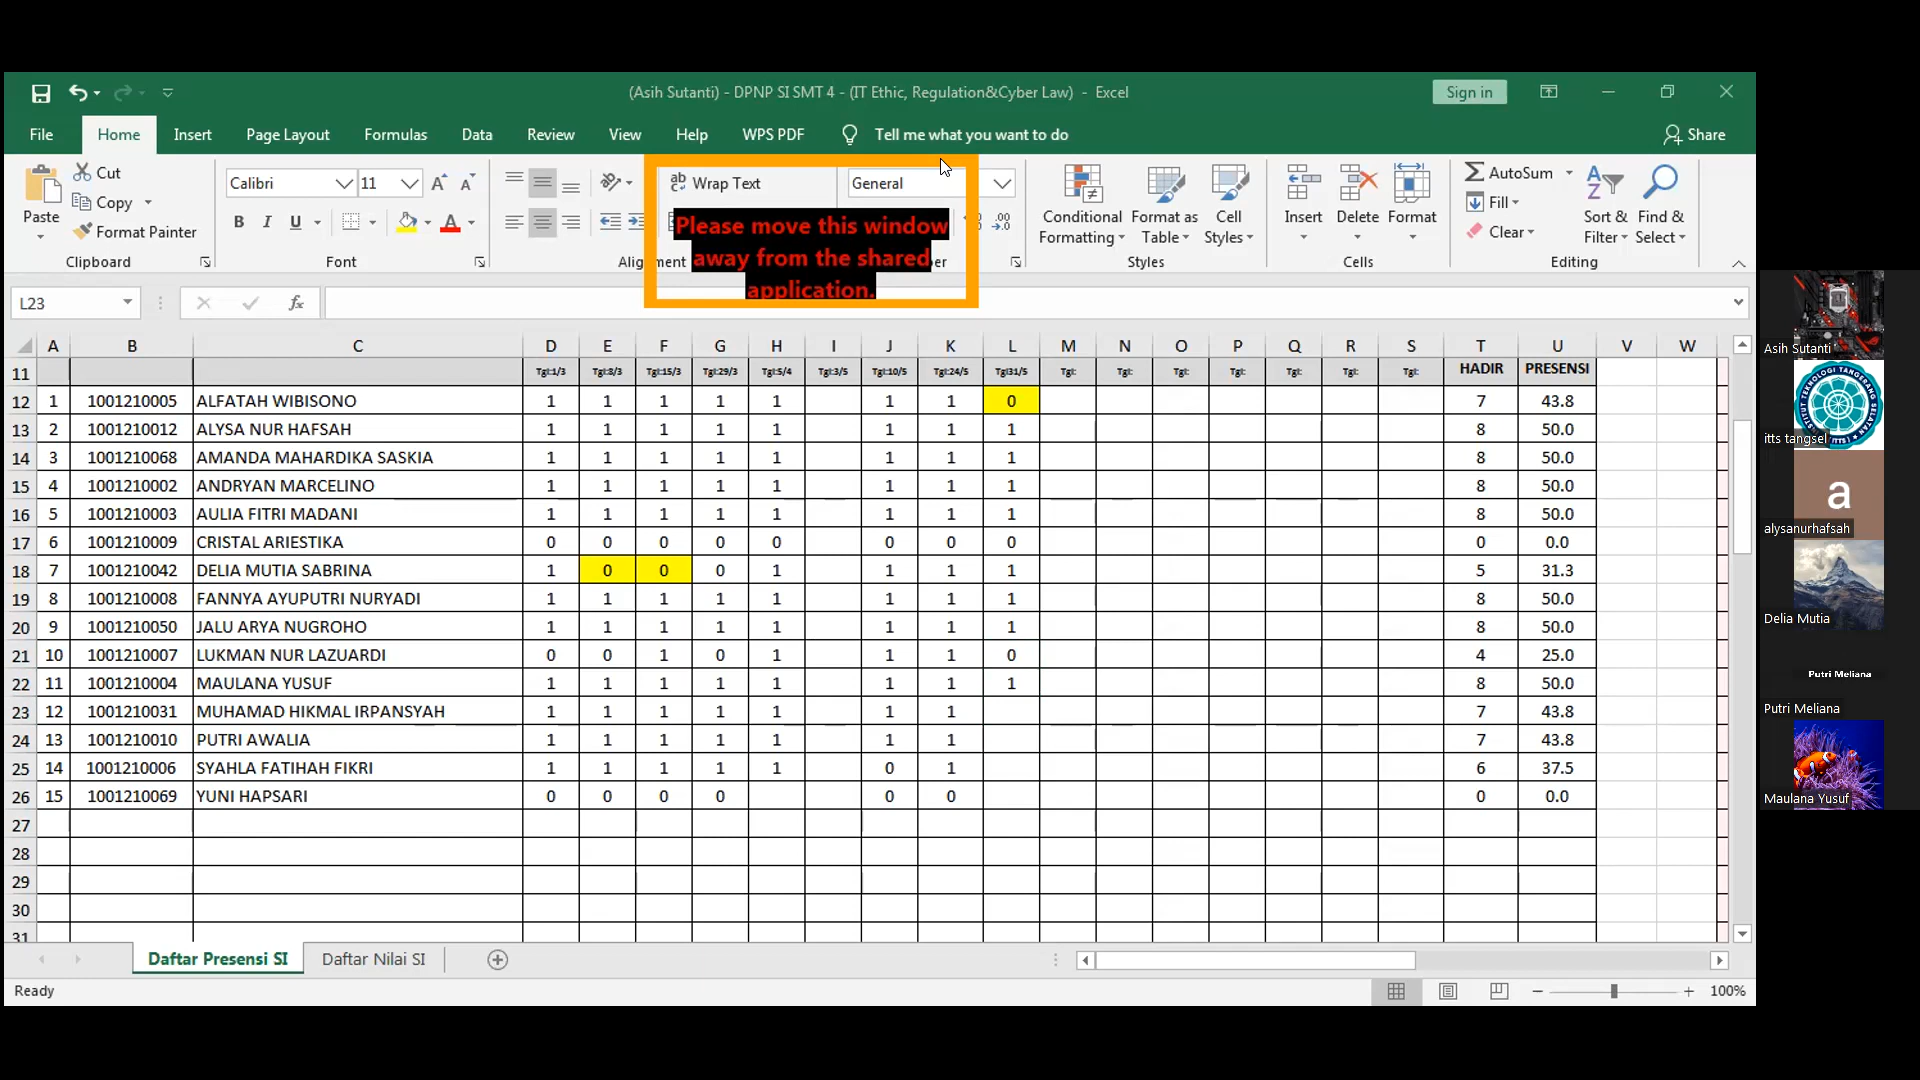 (Asih Sutanti) - DPNP SI SMT 4 - (IT Ethic, Regulation&Cyber Law) - Excel
Sign in
File Home Insert Page Layout Formulas Data Review View Help WPS PDF Tell me what you want to do Share
Paste Cut Copy Format Painter Clipboard
Calibri 11 B I U A Font
Wrap Text Alignment
General
Please move this window
away from the shared
application.
Conditional Formatting Format as Table Cell Styles Styles
Insert Delete Format Cells
AutoSum Fill Clear Sort & Filter Find & Select Editing
L23 fx
A B C D E F G H I J K L M N O P Q R S T U V W
11 Tgl:1/3 Tgl:8/3 Tgl:15/3 Tgl:29/3 Tgl:5/4 Tgl:3/5 Tgl:10/5 Tgl:24/5 Tgl31/5 Tgl: Tgl: Tgl: Tgl: Tgl: Tgl: Tgl: HADIR PRESENSI
12 1 1001210005 ALFATAH WIBISONO 1 1 1 1 1 1 1 0 7 43.8
13 2 1001210012 ALYSA NUR HAFSAH 1 1 1 1 1 1 1 1 8 50.0
14 3 1001210068 AMANDA MAHARDIKA SASKIA 1 1 1 1 1 1 1 1 8 50.0
15 4 1001210002 ANDRYAN MARCELINO 1 1 1 1 1 1 1 1 8 50.0
16 5 1001210003 AULIA FITRI MADANI 1 1 1 1 1 1 1 1 8 50.0
17 6 1001210009 CRISTAL ARIESTIKA 0 0 0 0 0 0 0 0 0 0.0
18 7 1001210042 DELIA MUTIA SABRINA 1 0 0 0 1 1 1 1 5 31.3
19 8 1001210008 FANNYA AYUPUTRI NURYADI 1 1 1 1 1 1 1 1 8 50.0
20 9 1001210050 JALU ARYA NUGROHO 1 1 1 1 1 1 1 1 8 50.0
21 10 1001210007 LUKMAN NUR LAZUARDI 0 0 1 0 1 1 1 0 4 25.0
22 11 1001210004 MAULANA YUSUF 1 1 1 1 1 1 1 1 8 50.0
23 12 1001210031 MUHAMAD HIKMAL IRPANSYAH 1 1 1 1 1 1 1 7 43.8
24 13 1001210010 PUTRI AWALIA 1 1 1 1 1 1 1 7 43.8
25 14 1001210006 SYAHLA FATIHAH FIKRI 1 1 1 1 1 0 1 6 37.5
26 15 1001210069 YUNI HAPSARI 0 0 0 0 0 0 0 0.0
27
28
29
30
31
Daftar Presensi SI Daftar Nilai SI
Ready 100%
Asih Sutanti
itts tangsel
a
alysanurhafsah
Delia Mutia
Putri Meliana
Putri Meliana
Maulana Yusuf